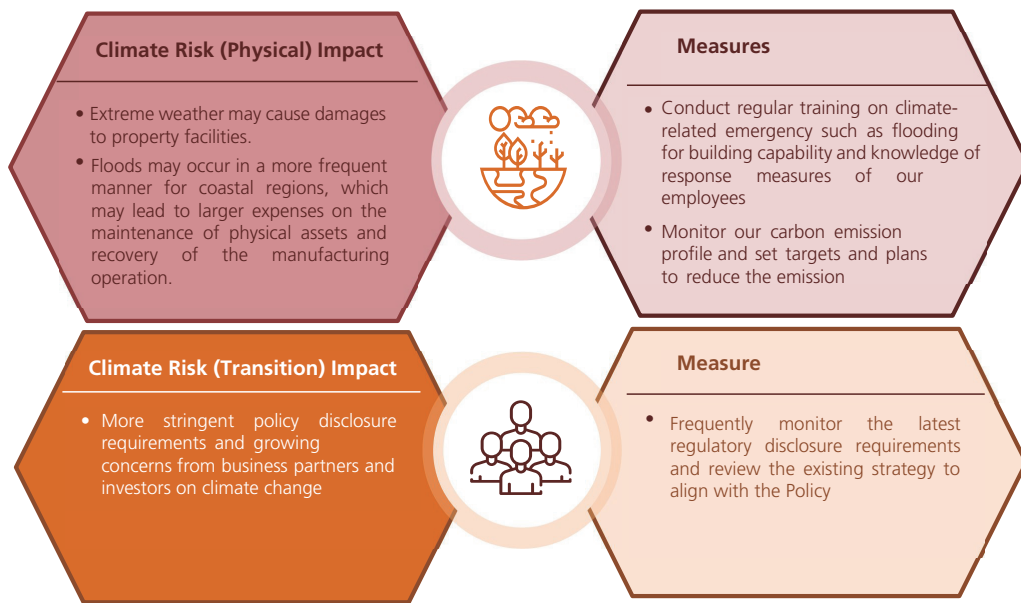 Climate Risk (Physical) Impact
• Extreme weather may cause damages
to property facilities.
• Floods may occur in a more frequent
manner for coastal regions, which
may lead to larger expenses on the
maintenance of physical assets and
recovery of the manufacturing
operation.
Measures
• Conduct regular training on climate-
related emergency such as flooding
for building capability and knowledge of
response measures of our
employees
• Monitor our carbon emission
profile and set targets and plans
to reduce the emission
Climate Risk (Transition) Impact
• More stringent policy disclosure
requirements and growing
concerns from business partners and
investors on climate change
Measure
• Frequently monitor the latest
regulatory disclosure requirements
and review the existing strategy to
align with the Policy